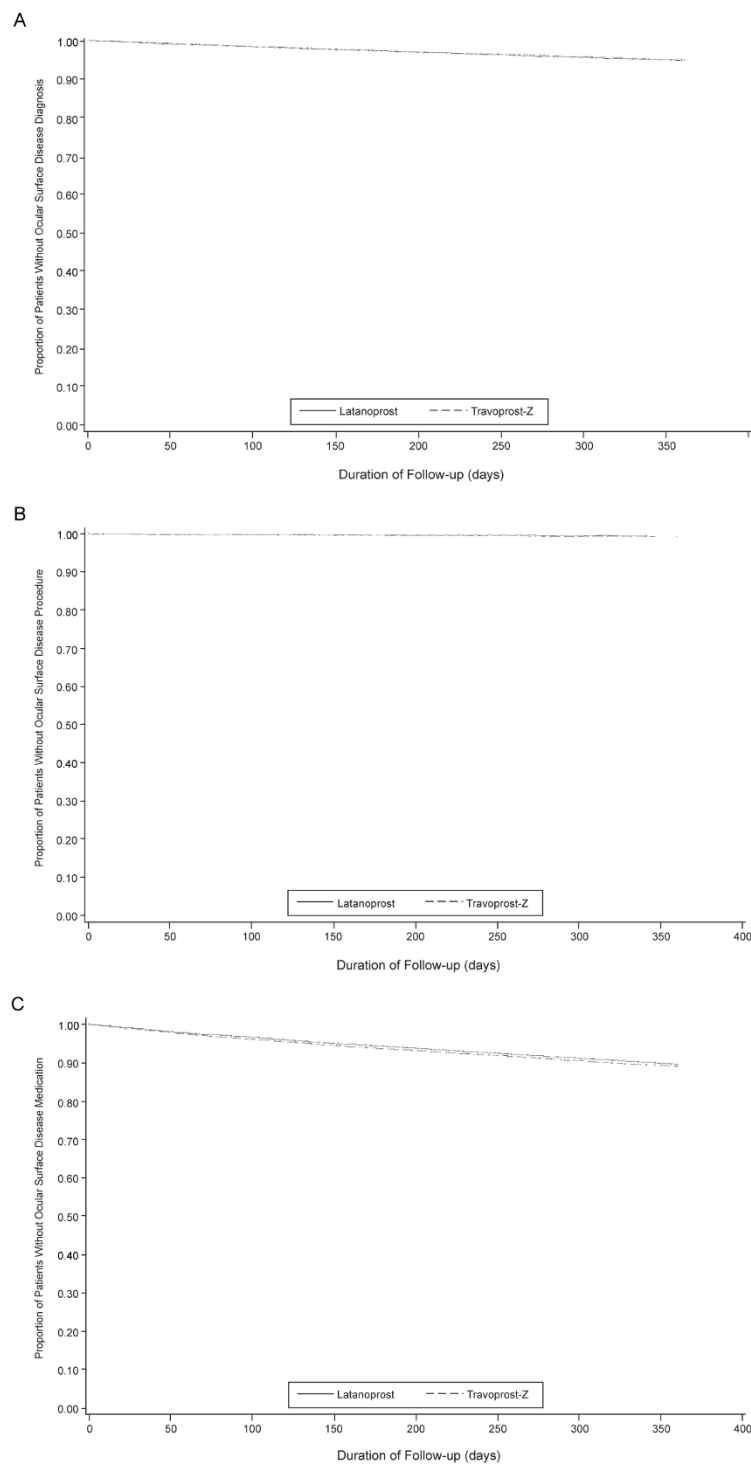 A
Proportion of Patients Without Ocular Surface Disease Diagnosis
1.00
0.90
0.80
0.70
0.60
0.50
0.40
0.30
0.20
0.10
0.00
Latanoprost Travoprost-Z
0 50 100 150 200 250 300 350
Duration of Follow-up (days)
B
Proportion of Patients Without Ocular Surface Disease Procedure
1.00
0.90
0.80
0.70
0.60
0.50
0.40
0.30
0.20
0.10
0.00
Latanoprost Travoprost-Z
0 50 100 150 200 250 300 350 400
Duration of Follow-up (days)
C
Proportion of Patients Without Ocular Surface Disease Medication
1.00
0.90
0.80
0.70
0.60
0.50
0.40
0.30
0.20
0.10
0.00
Latanoprost Travoprost-Z
0 50 100 150 200 250 300 350 400
Duration of Follow-up (days)